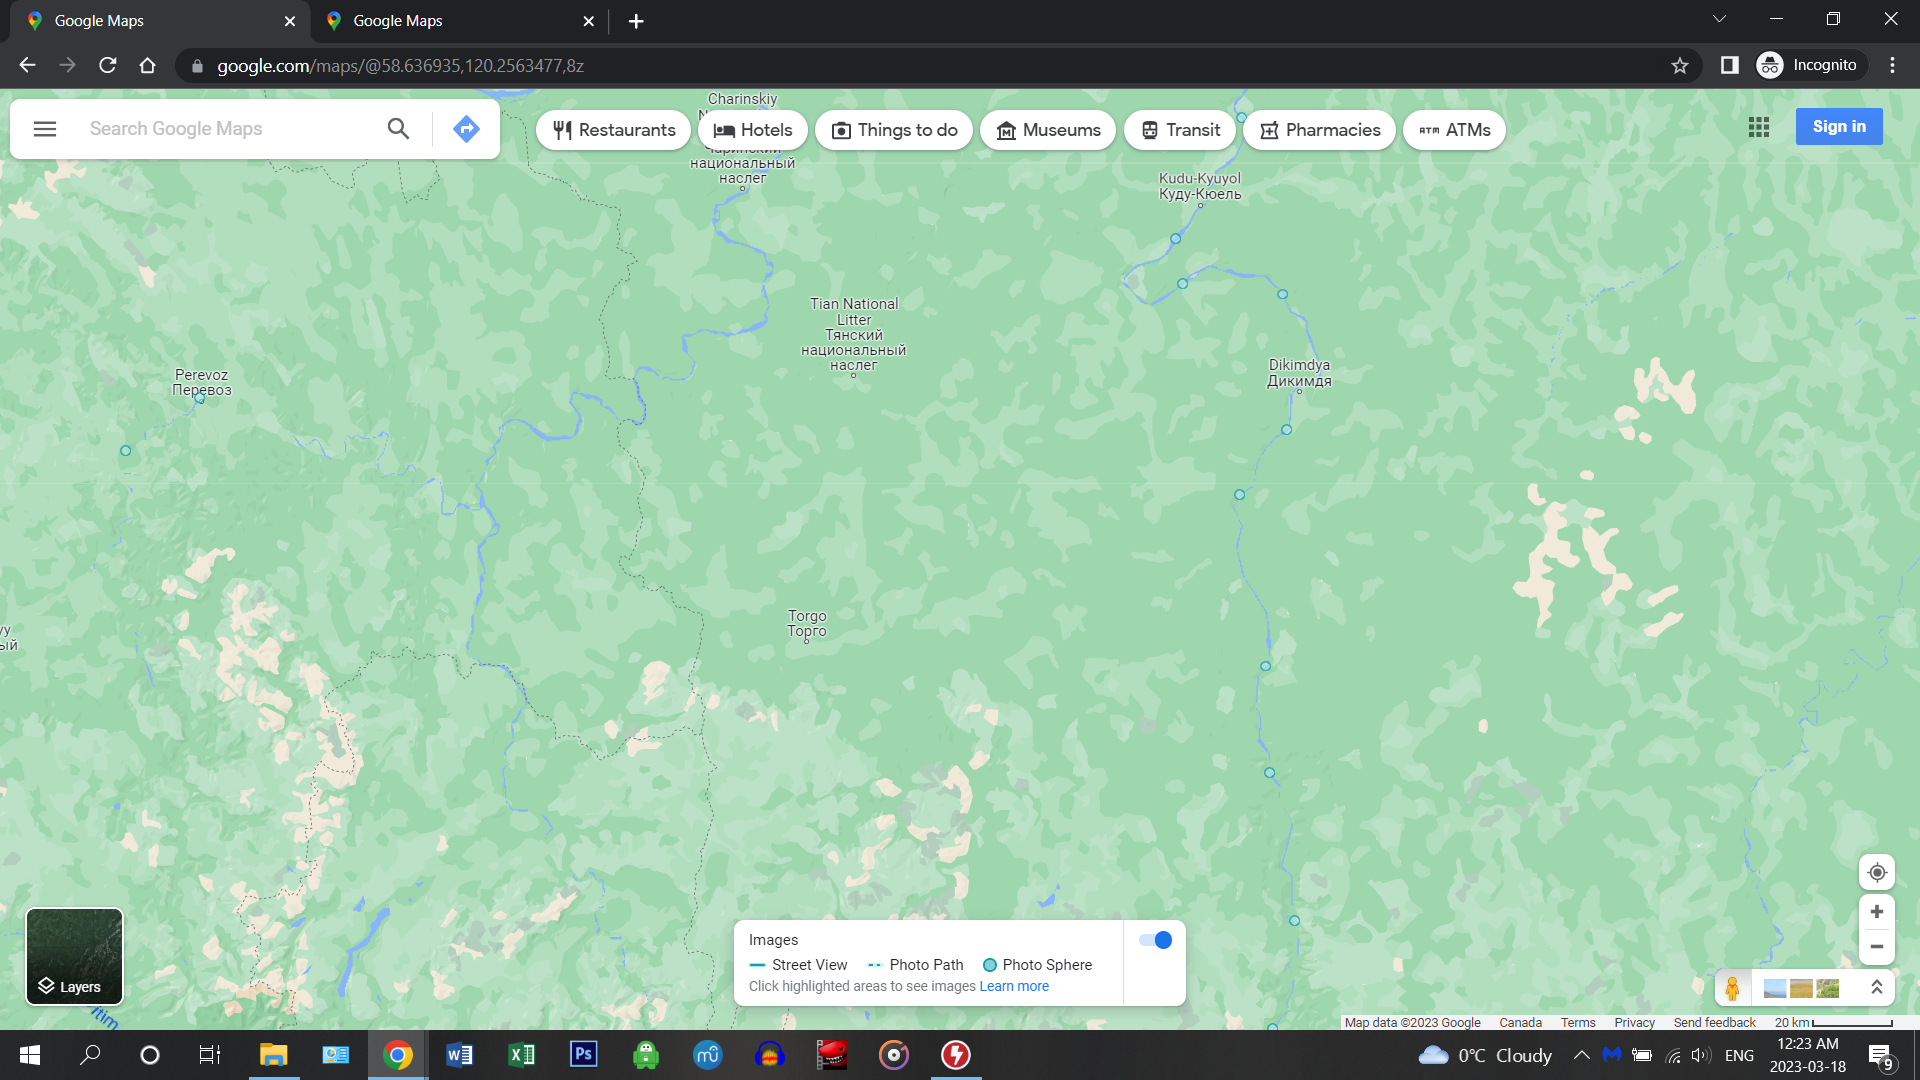 Google Maps
Google Maps
google.com/maps/@58.636935,120.2563477,8z
Incognito
Search Google Maps
Restaurants
Hotels
Things to do
Museums
Transit
Pharmacies
ATM ATMs
Sign in
Charinskiy
национальный
наслег
Kudu-Kyuyol
Куду-Кюель
Tian National
Litter
Тянский
национальный
наслег
Dikimdya
Дикимдя
Perevoz
Перевоз
Torgo
Торго
Images
Street View
Photo Path
Photo Sphere
Click highlighted areas to see images Learn more
Layers
Map data ©2023 Google
Canada
Terms
Privacy
Send feedback
20 km
W
X
Ps
0°C Cloudy
ENG
12:23 AM
2023-03-18
9